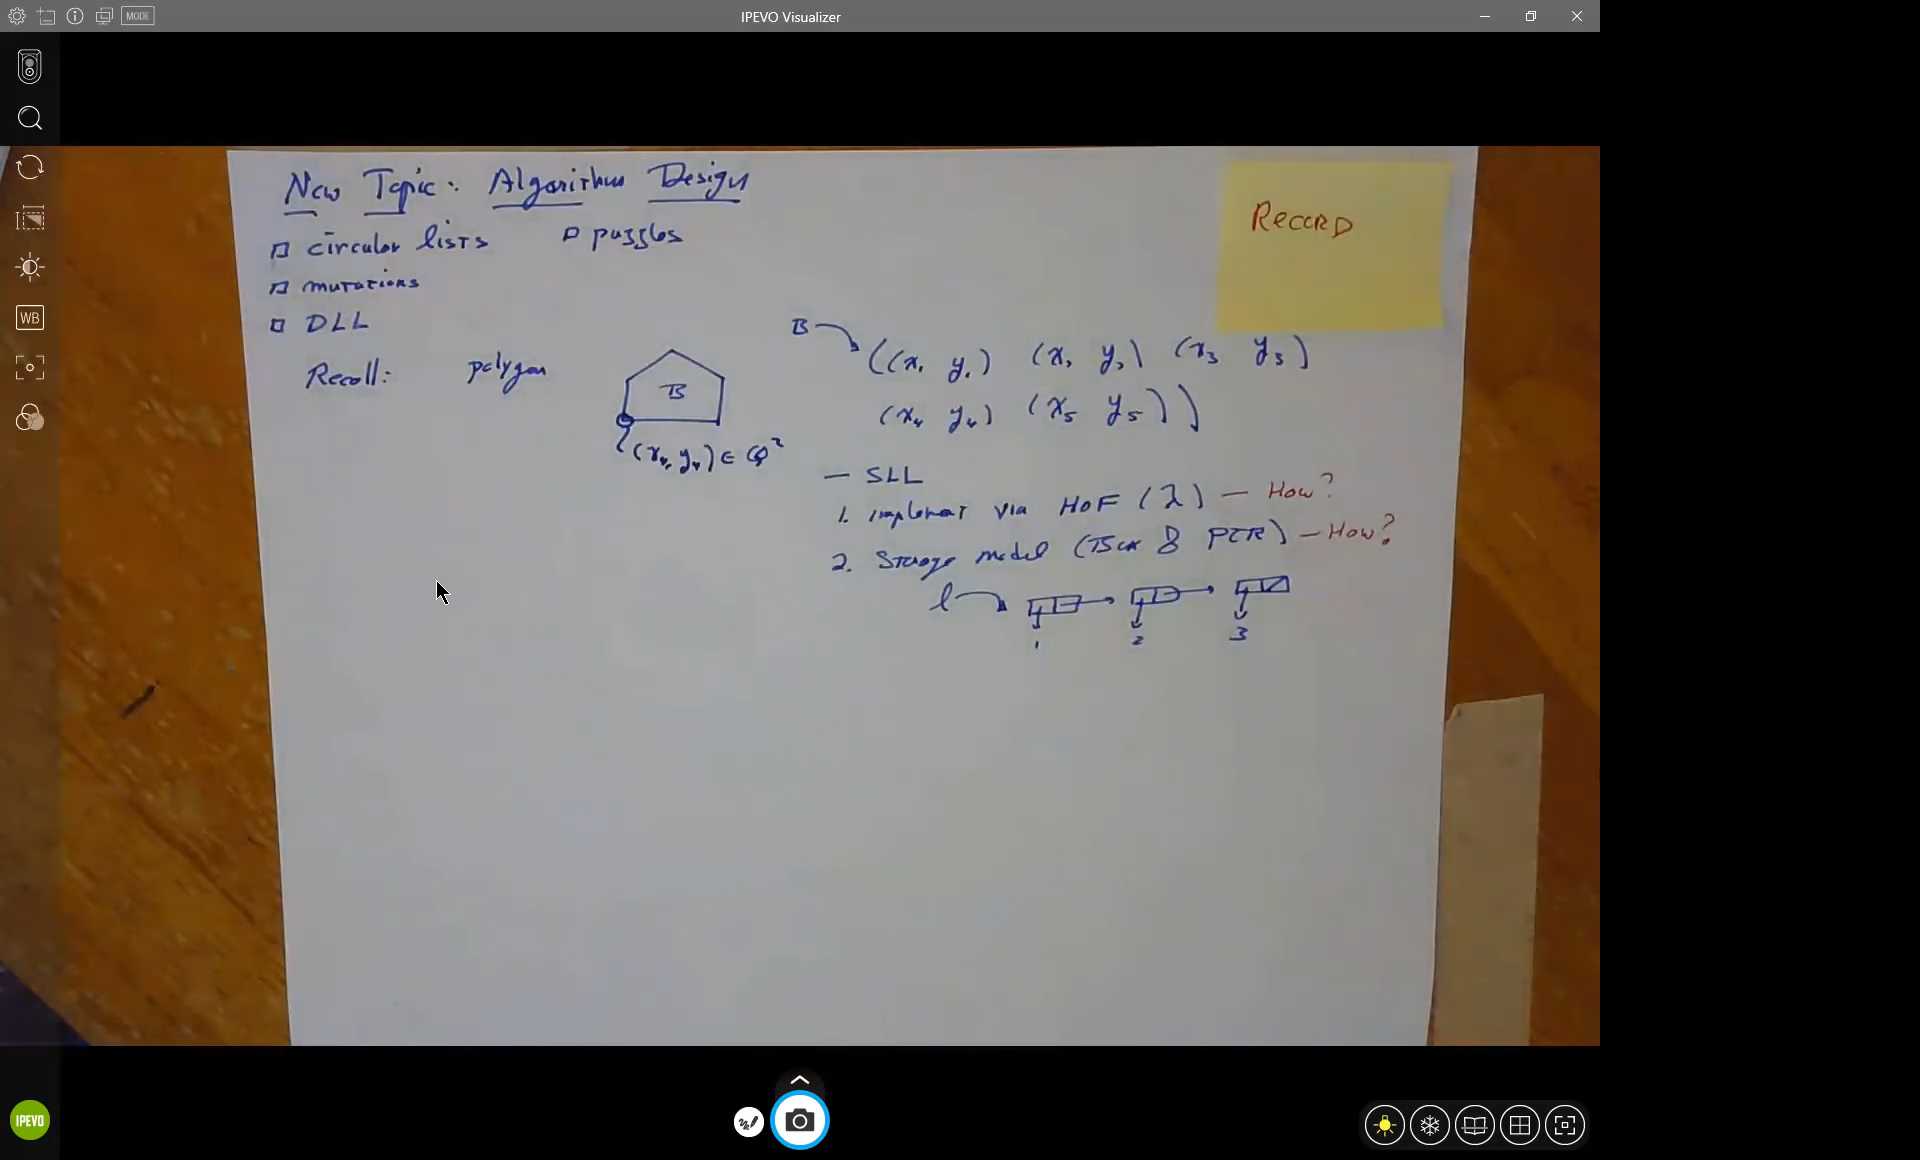 MODE
IPEVO Visualizer
New Topic: Algorithm Design
RECORD
□ circular lists □ puzzles
□ mutations
□ DLL
Recall: polygon
B
B
((x₁ y₁) (x₂ y₂) (x₃ y₃)
(x₄ y₄) (x₅ y₅))
(x₄, y₄) ∈ Q²
— SLL
1. implement via HOF (λ) — How?
2. Storage model (Box & PTR) — How?
l
1 2 3
WB
IPEVO